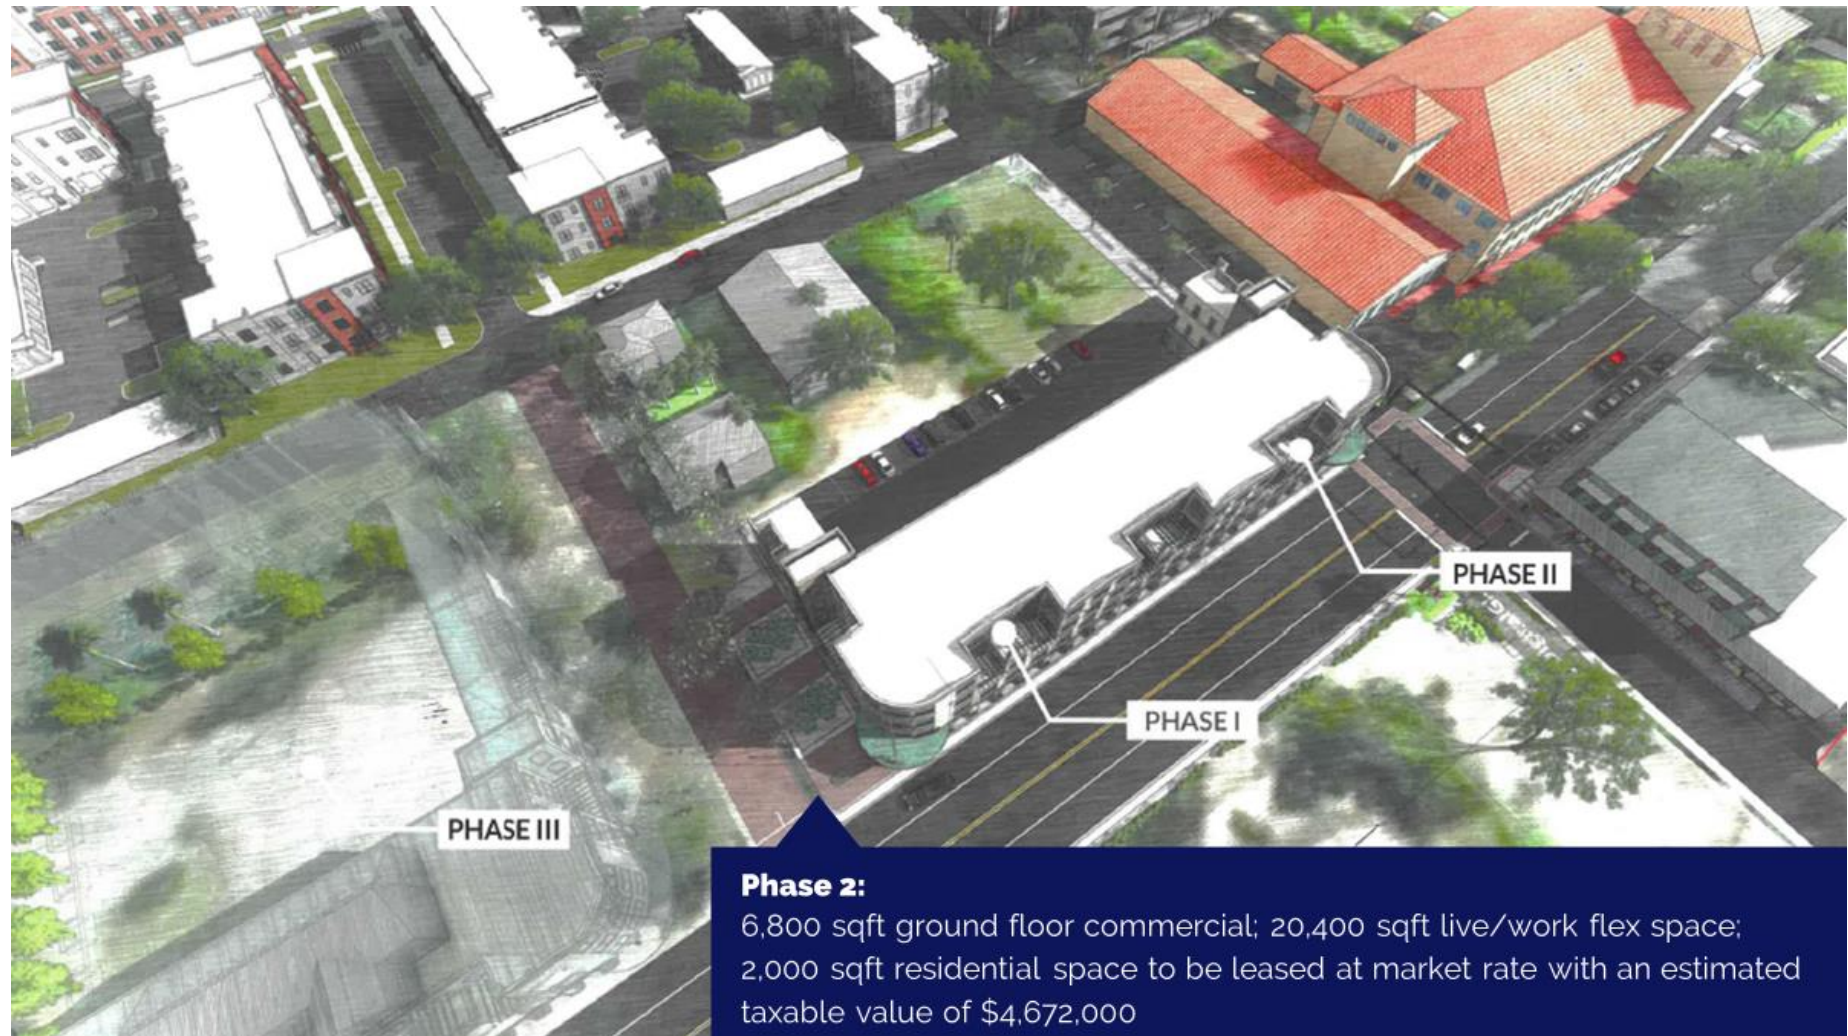 PHASE II
PHASE I
PHASE III
Phase 2:
6,800 sqft ground floor commercial; 20,400 sqft live/work flex space;
2,000 sqft residential space to be leased at market rate with an estimated
taxable value of $4,672,000